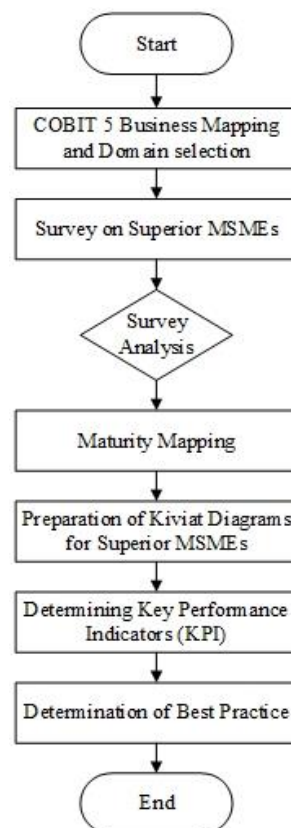 Start
COBIT 5 Business Mapping
and Domain selection
Survey on Superior MSMEs
Survey
Analysis
Maturity Mapping
Preparation of Kiviat Diagrams
for Superior MSMEs
Determining Key Performance
Indicators (KPI)
Determination of Best Practice
End